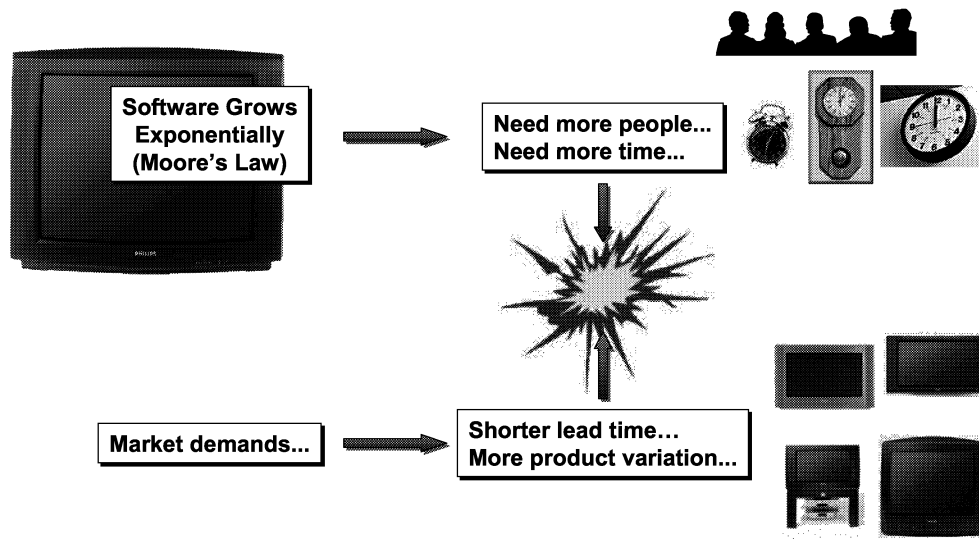 Software Grows
Exponentially
(Moore's Law)
Need more people...
Need more time...
PHILIPS
Market demands...
Shorter lead time...
More product variation...